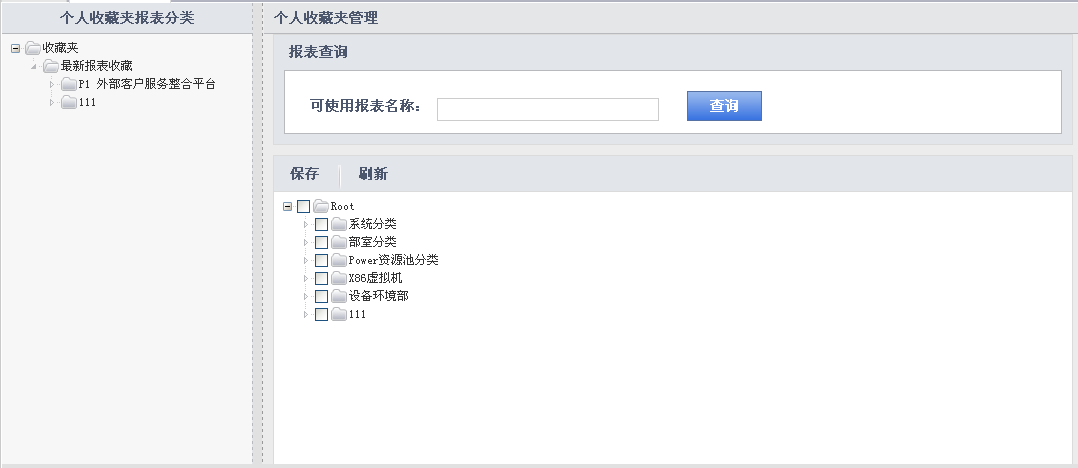 个人收藏夹报表分类
收藏夹
最新报表收藏
P1 外部客户服务整合平台
111
个人收藏夹管理
报表查询
可使用报表名称： 查询
保存 刷新
Root
系统分类
部室分类
Power资源池分类
X86虚拟机
设备环境部
111